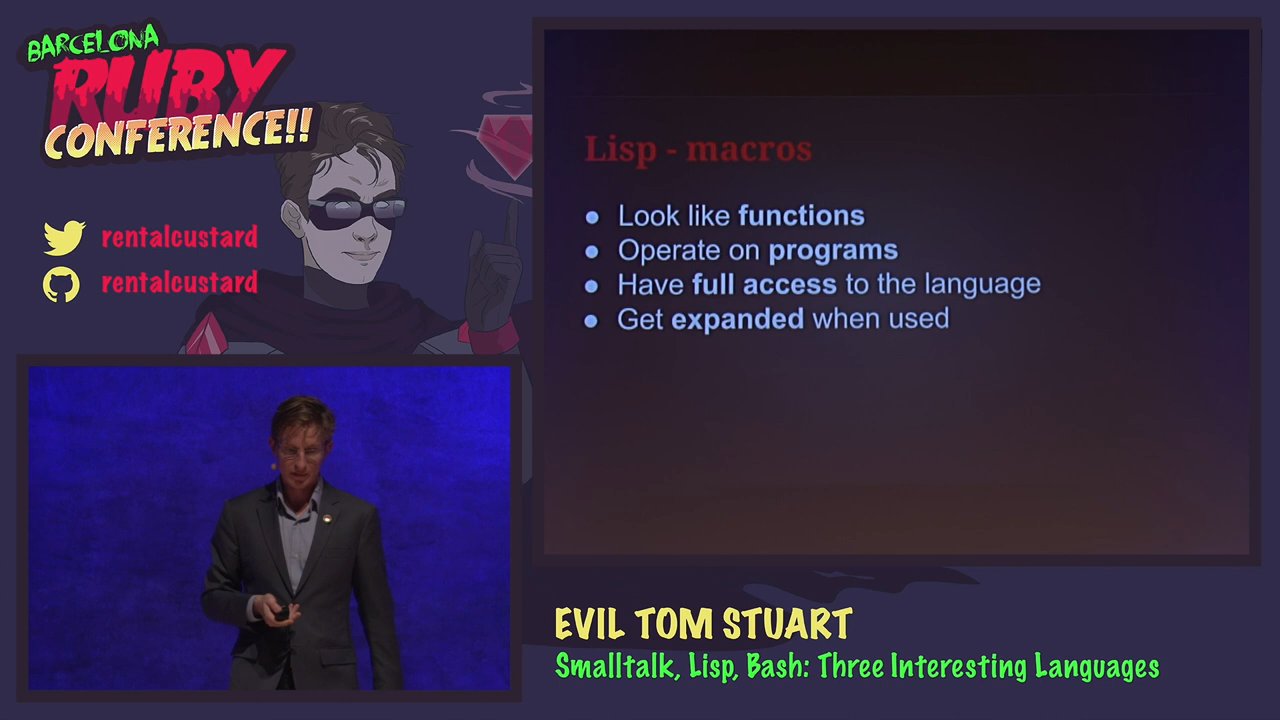 BARCELONA
RUBY
CONFERENCE!!
rentalcustard
rentalcustard
Lisp - macros
● Look like functions
● Operate on programs
● Have full access to the language
● Get expanded when used
EVIL TOM STUART
Smalltalk, Lisp, Bash: Three Interesting Languages